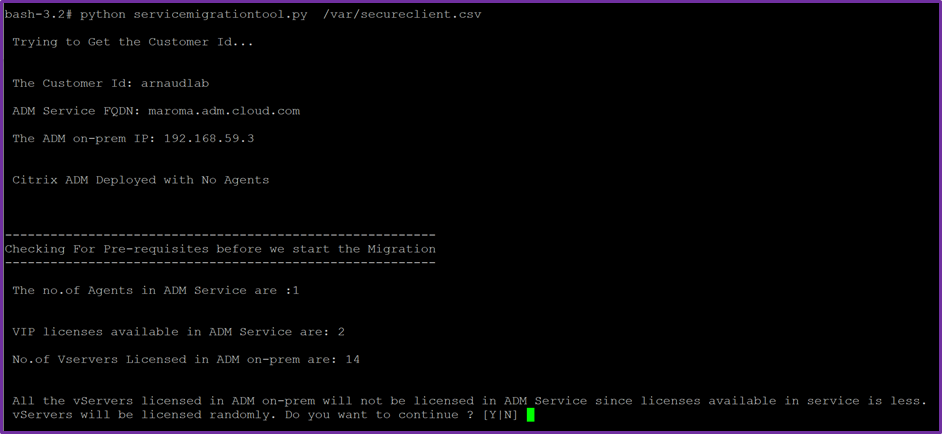 bash-3.2# python servicemigrationtool.py  /var/secureclient.csv
Trying to Get the Customer Id...
The Customer Id: arnaudlab
ADM Service FQDN: maroma.adm.cloud.com
The ADM on-prem IP: 192.168.59.3
Citrix ADM Deployed with No Agents
---------------------------------------------------------
Checking For Pre-requisites before we start the Migration
---------------------------------------------------------
The no.of Agents in ADM Service are :1
VIP licenses available in ADM Service are: 2
No.of Vservers Licensed in ADM on-prem are: 14
All the vServers licensed in ADM on-prem will not be licensed in ADM Service since licenses available in service is less.
vServers will be licensed randomly. Do you want to continue ? [Y|N]